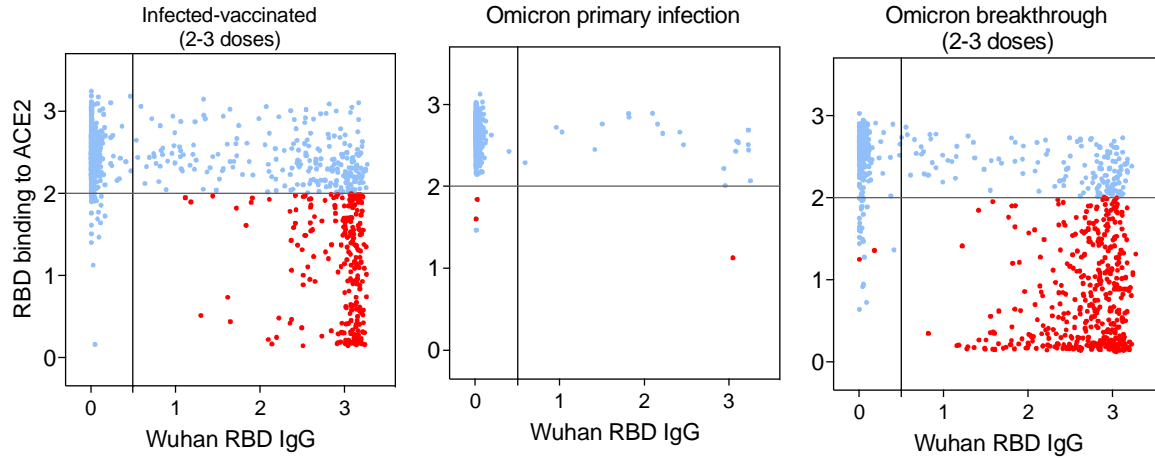 Infected-vaccinated
(2-3 doses)
Omicron primary infection
Omicron breakthrough
(2-3 doses)
RBD binding to ACE2
3
2
1
0
0
1
2
3
Wuhan RBD IgG
3
2
1
0
0
1
2
3
Wuhan RBD IgG
3
2
1
0
0
1
2
3
Wuhan RBD IgG